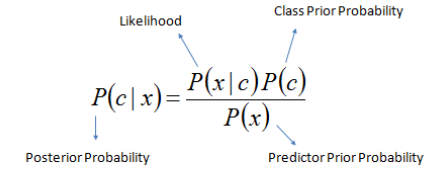 Class Prior Probability
Likelihood
P(c | x) = P(x | c)P(c) / P(x)
Posterior Probability
Predictor Prior Probability